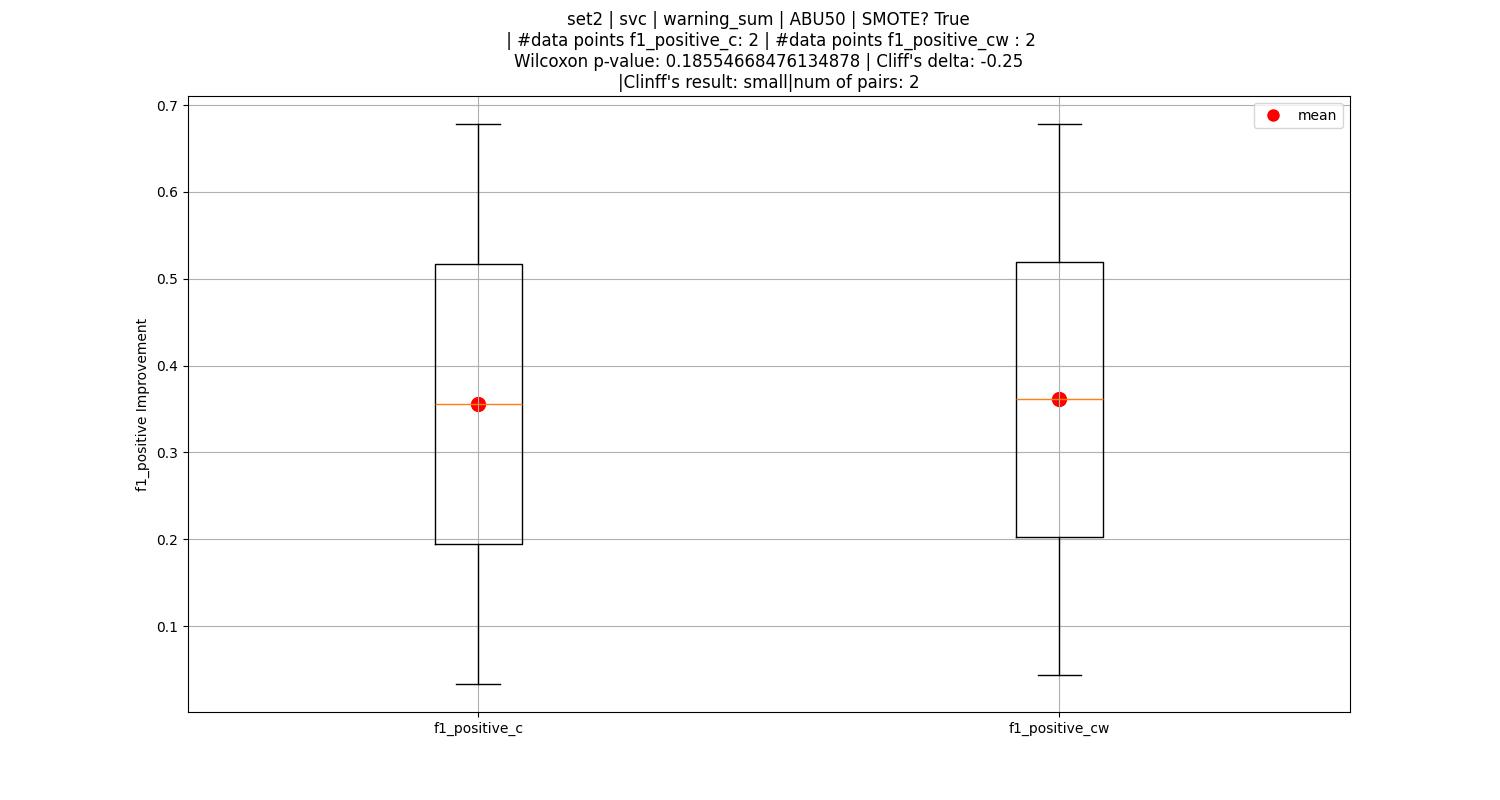 set2 | svc | warning_sum | ABU50 | SMOTE? True
| #data points f1_positive_c: 2 | #data points f1_positive_cw : 2
Wilcoxon p-value: 0.18554668476134878 | Cliff's delta: -0.25
|Clinff's result: small|num of pairs: 2
mean
0.7
0.6
0.5
0.4
0.3
0.2
0.1
f1_positive Improvement
f1_positive_c
f1_positive_cw